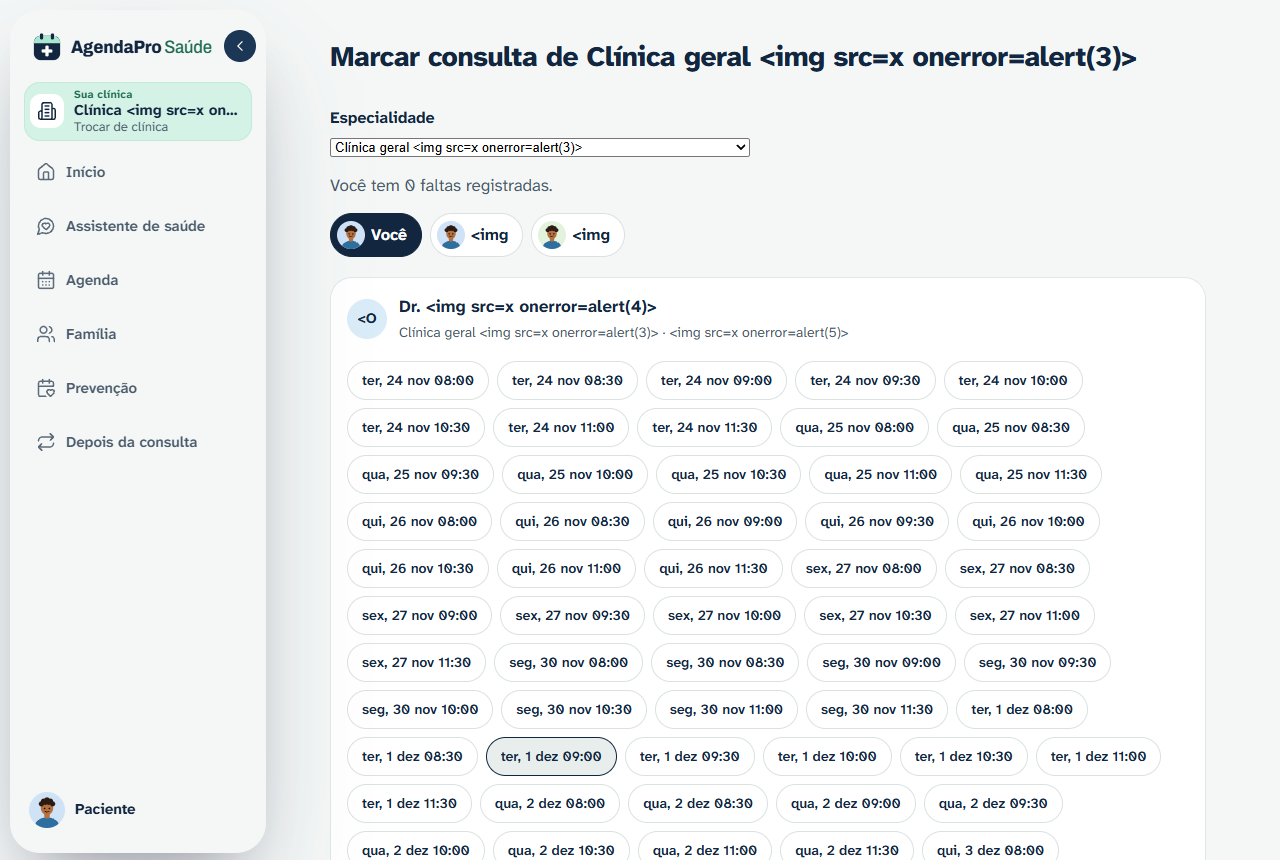 AgendaPro Saúde
Sua clínica
Clínica <img src=x on...
Trocar de clínica
Início
Assistente de saúde
Agenda
Família
Prevenção
Depois da consulta
Paciente
Marcar consulta de Clínica geral <img src=x onerror=alert(3)>
Especialidade
Clínica geral <img src=x onerror=alert(3)>
Você tem 0 faltas registradas.
Você <img <img
<O
Dr. <img src=x onerror=alert(4)>
Clínica geral <img src=x onerror=alert(3)> · <img src=x onerror=alert(5)>
ter, 24 nov 08:00 ter, 24 nov 08:30 ter, 24 nov 09:00 ter, 24 nov 09:30 ter, 24 nov 10:00
ter, 24 nov 10:30 ter, 24 nov 11:00 ter, 24 nov 11:30 qua, 25 nov 08:00 qua, 25 nov 08:30
qua, 25 nov 09:30 qua, 25 nov 10:00 qua, 25 nov 10:30 qua, 25 nov 11:00 qua, 25 nov 11:30
qui, 26 nov 08:00 qui, 26 nov 08:30 qui, 26 nov 09:00 qui, 26 nov 09:30 qui, 26 nov 10:00
qui, 26 nov 10:30 qui, 26 nov 11:00 qui, 26 nov 11:30 sex, 27 nov 08:00 sex, 27 nov 08:30
sex, 27 nov 09:00 sex, 27 nov 09:30 sex, 27 nov 10:00 sex, 27 nov 10:30 sex, 27 nov 11:00
sex, 27 nov 11:30 seg, 30 nov 08:00 seg, 30 nov 08:30 seg, 30 nov 09:00 seg, 30 nov 09:30
seg, 30 nov 10:00 seg, 30 nov 10:30 seg, 30 nov 11:00 seg, 30 nov 11:30 ter, 1 dez 08:00
ter, 1 dez 08:30 ter, 1 dez 09:00 ter, 1 dez 09:30 ter, 1 dez 10:00 ter, 1 dez 10:30 ter, 1 dez 11:00
ter, 1 dez 11:30 qua, 2 dez 08:00 qua, 2 dez 08:30 qua, 2 dez 09:00 qua, 2 dez 09:30
qua, 2 dez 10:00 qua, 2 dez 10:30 qua, 2 dez 11:00 qua, 2 dez 11:30 qui, 3 dez 08:00